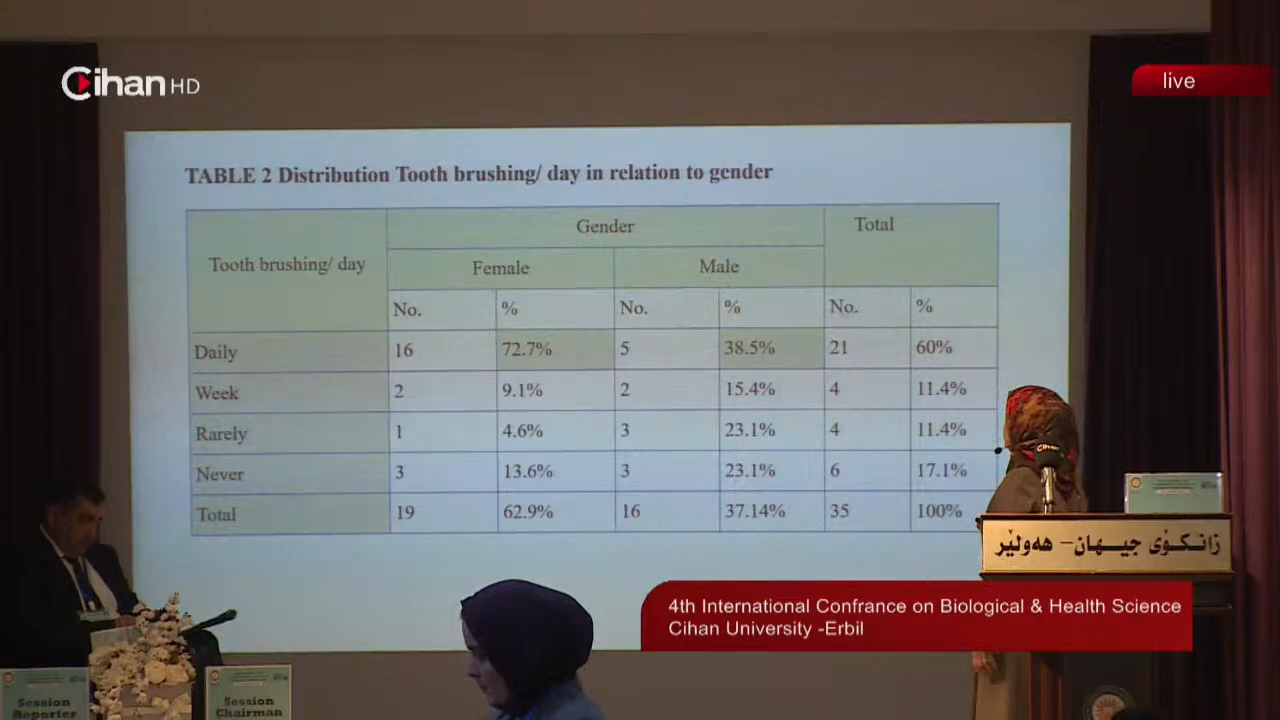 Cihan HD
live
TABLE 2 Distribution Tooth brushing/ day in relation to gender
Tooth brushing/ day Gender Total
Female Male
No. % No. % No. %
Daily 16 72.7% 5 38.5% 21 60%
Week 2 9.1% 2 15.4% 4 11.4%
Rarely 1 4.6% 3 23.1% 4 11.4%
Never 3 13.6% 3 23.1% 6 17.1%
Total 19 62.9% 16 37.14% 35 100%
Cihan
زانكۆی جیهان - هەولێر
4th International Confrance on Biological & Health Science
Cihan University -Erbil
Session
Reporter
Session
Chairman